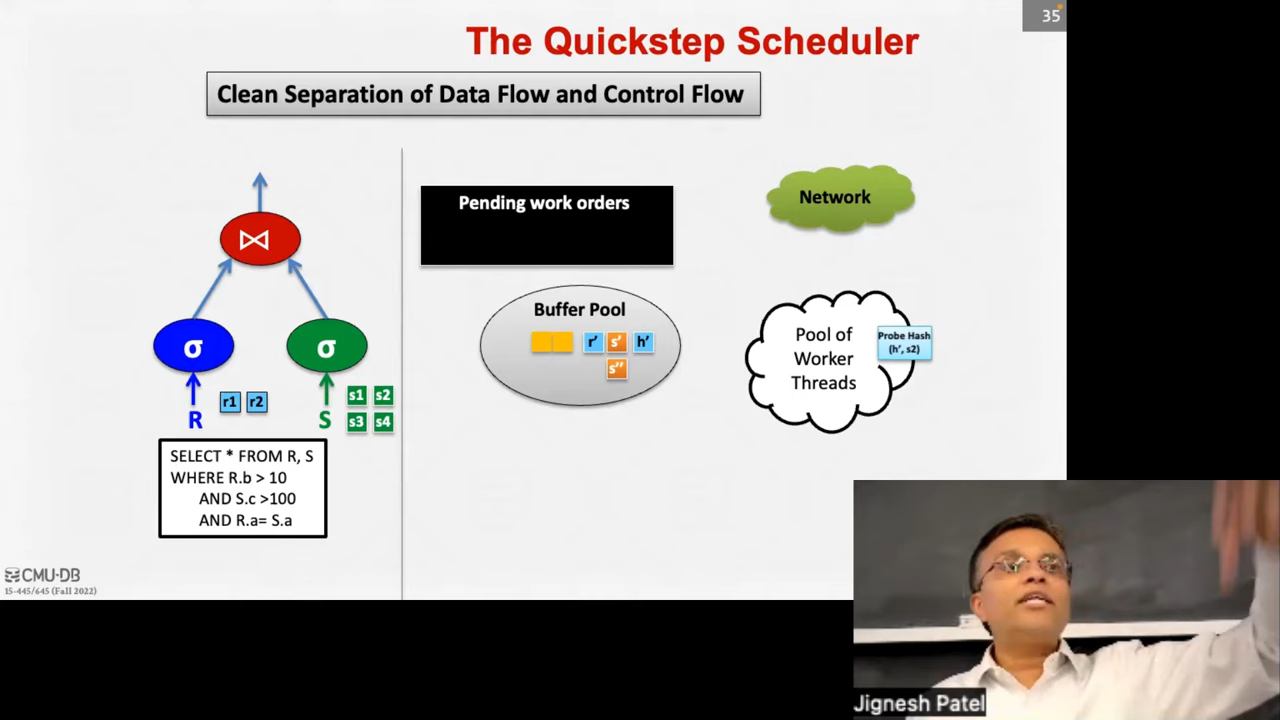 35
The Quickstep Scheduler
Clean Separation of Data Flow and Control Flow
Pending work orders
Network
⋈
Buffer Pool
r’ s’ h’
s’’
Pool of
Worker
Threads
Probe Hash
(h’, s2)
σ
σ
R
r1 r2
S
s1 s2
s3 s4
SELECT * FROM R, S
WHERE R.b > 10
AND S.c >100
AND R.a= S.a
CMU·DB
15-445/645 (Fall 2022)
Jignesh Patel